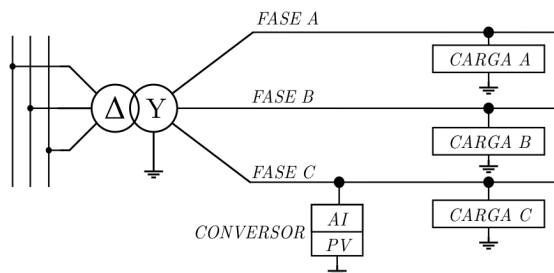 FASE A
CARGA A
Δ Y
FASE B
CARGA B
FASE C
CARGA C
CONVERSOR
AI
PV